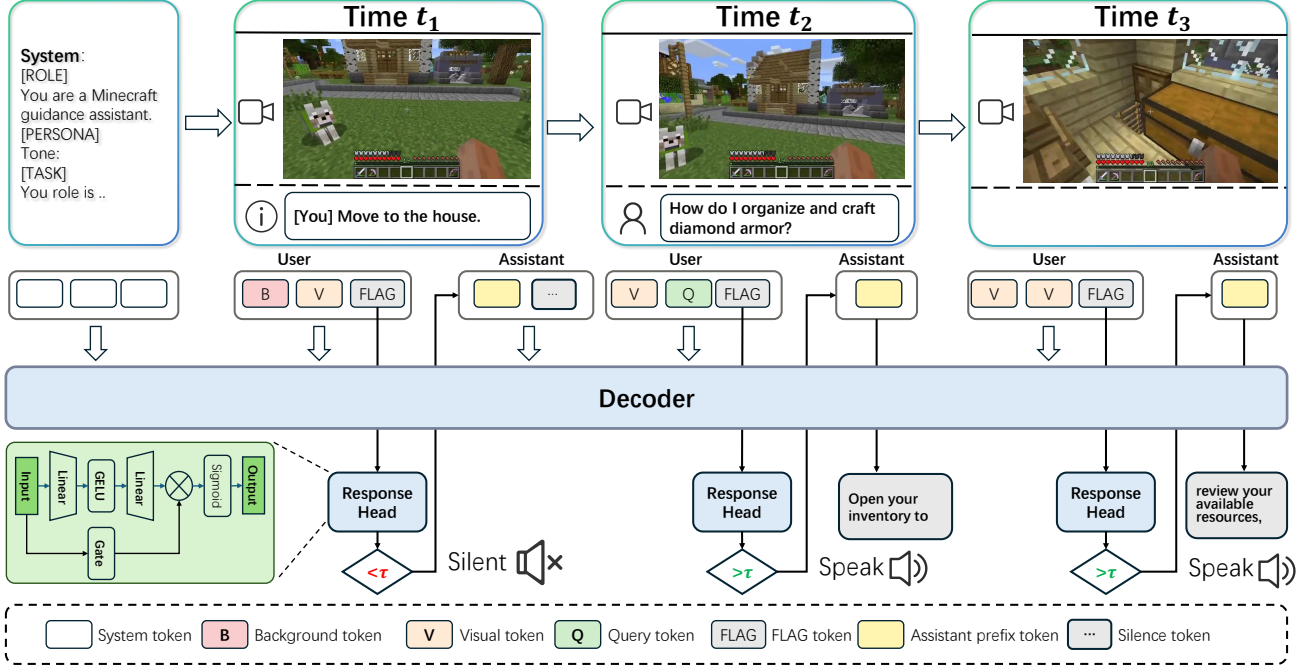 System:
[ROLE]
You are a Minecraft
guidance assistant.
[PERSONA]
Tone:
[TASK]
You role is ..
Time t₁
[You] Move to the house.
Time t₂
How do I organize and craft
diamond armor?
Time t₃
User
Assistant
User
Assistant
User
Assistant
B
V
FLAG
...
V
Q
FLAG
V
V
FLAG
Decoder
Input
Linear
GELU
Linear
Sigmoid
Output
Gate
Response
Head
<τ
Silent
Response
Head
>τ
Open your
inventory to
Speak
Response
Head
>τ
review your
available
resources,
Speak
System token
B Background token
V Visual token
Q Query token
FLAG FLAG token
Assistant prefix token
... Silence token